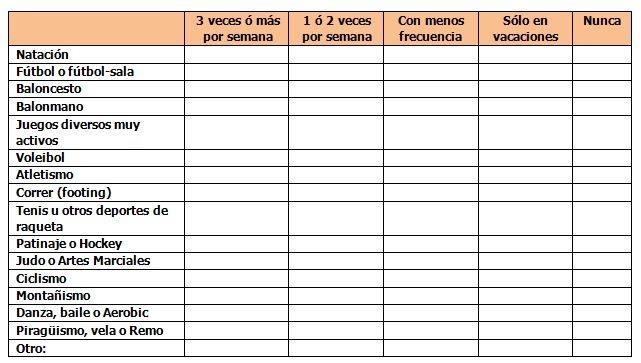 3 veces ó más 1 ó 2 veces Con menos Sólo en Nunca
por semana por semana frecuencia vacaciones
Natación
Fútbol o fútbol-sala
Baloncesto
Balonmano
Juegos diversos muy
activos
Voleibol
Atletismo
Correr (footing)
Tenis u otros deportes de
raqueta
Patinaje o Hockey
Judo o Artes Marciales
Ciclismo
Montañismo
Danza, baile o Aerobic
Piragüismo, vela o Remo
Otro: